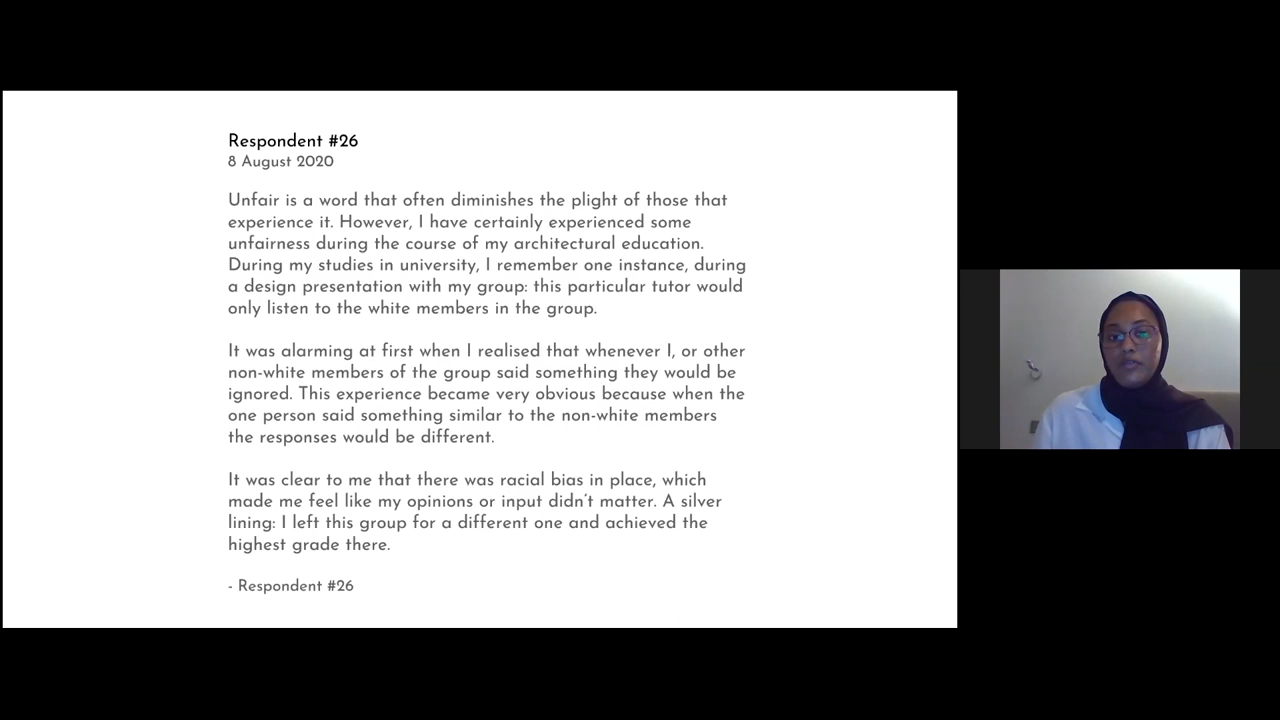 Respondent #26
8 August 2020
Unfair is a word that often diminishes the plight of those that
experience it. However, I have certainly experienced some
unfairness during the course of my architectural education.
During my studies in university, I remember one instance, during
a design presentation with my group: this particular tutor would
only listen to the white members in the group.
It was alarming at first when I realised that whenever I, or other
non-white members of the group said something they would be
ignored. This experience became very obvious because when the
one person said something similar to the non-white members
the responses would be different.
It was clear to me that there was racial bias in place, which
made me feel like my opinions or input didn't matter. A silver
lining: I left this group for a different one and achieved the
highest grade there.
- Respondent #26